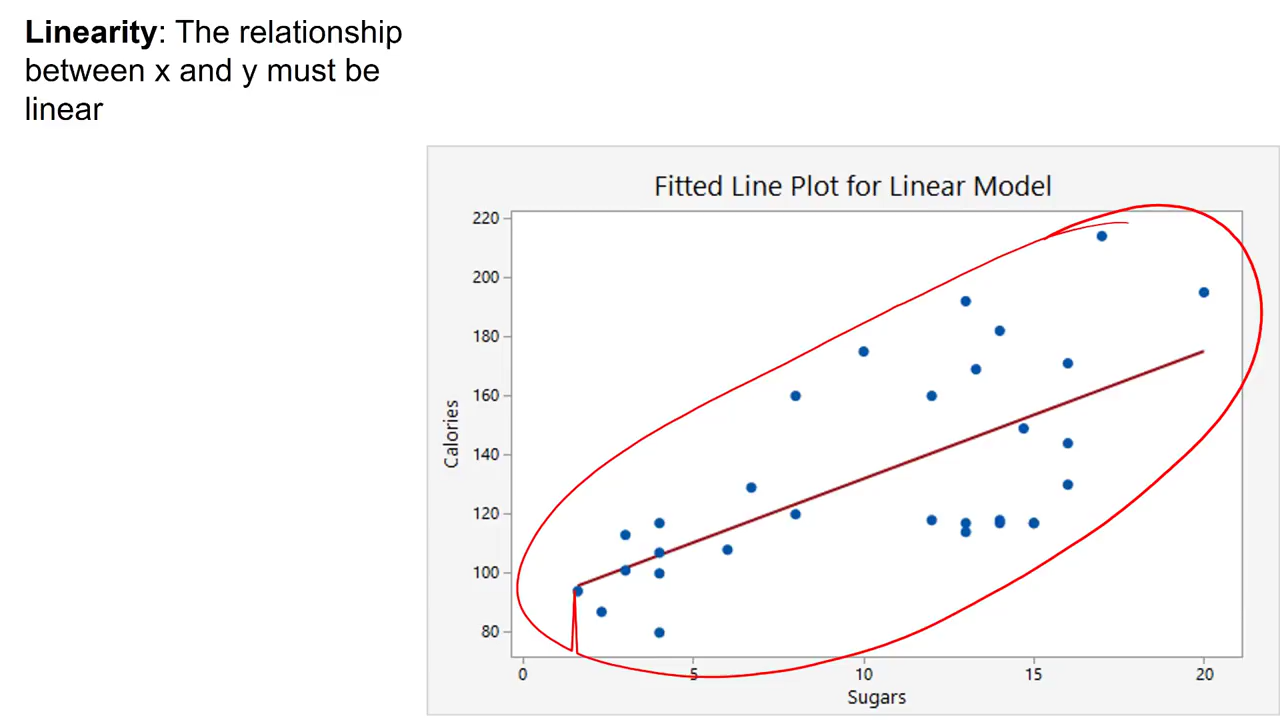 Linearity: The relationship
between x and y must be
linear
Fitted Line Plot for Linear Model
220
200
180
160
140
120
100
80
Calories
0 5 10 15 20
Sugars